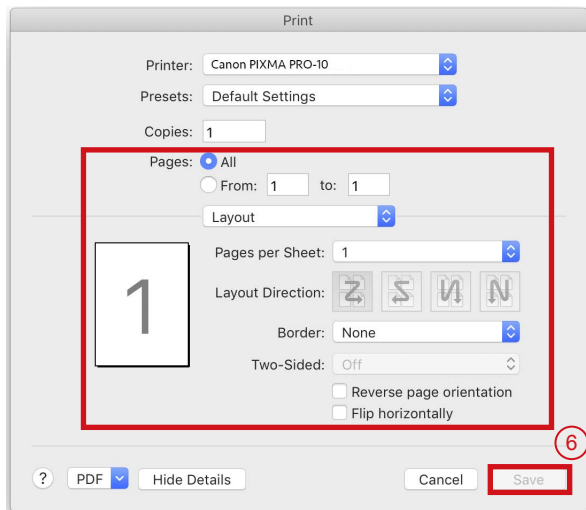 Print
Printer: Canon PIXMA PRO-10
Presets: Default Settings
Copies: 1
Pages: All
From: 1 to: 1
Layout
Pages per Sheet: 1
1
Layout Direction:
Border: None
Two-Sided: Off
Reverse page orientation
Flip horizontally
6
? PDF Hide Details Cancel Save